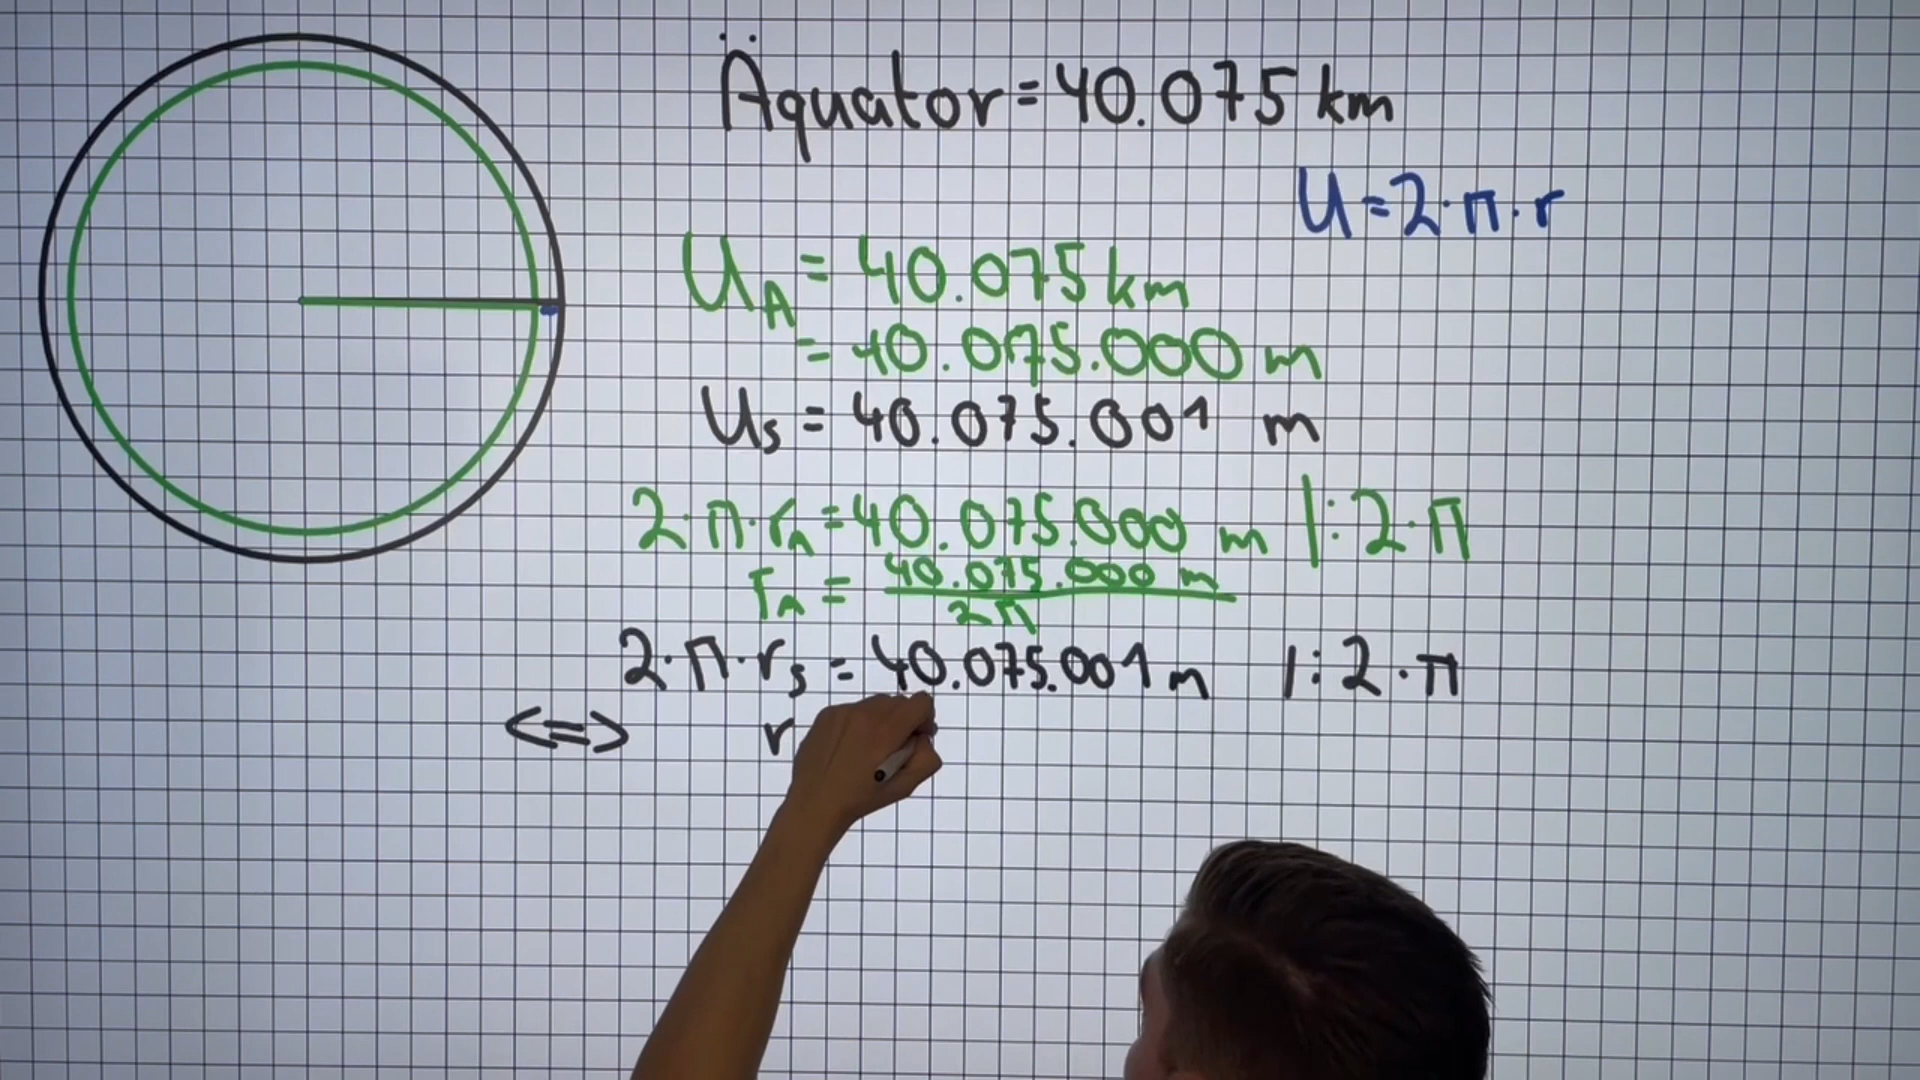 Äquator = 40.075 km
U = 2·π·r
U_A = 40.075 km
= 40.075.000 m
U_s = 40.075.001 m
2·π·r_A = 40.075.000 m |:2·π
r_A = 40.075.000 m / 2π
2·π·r_s = 40.075.001 m |:2·π
<=> r